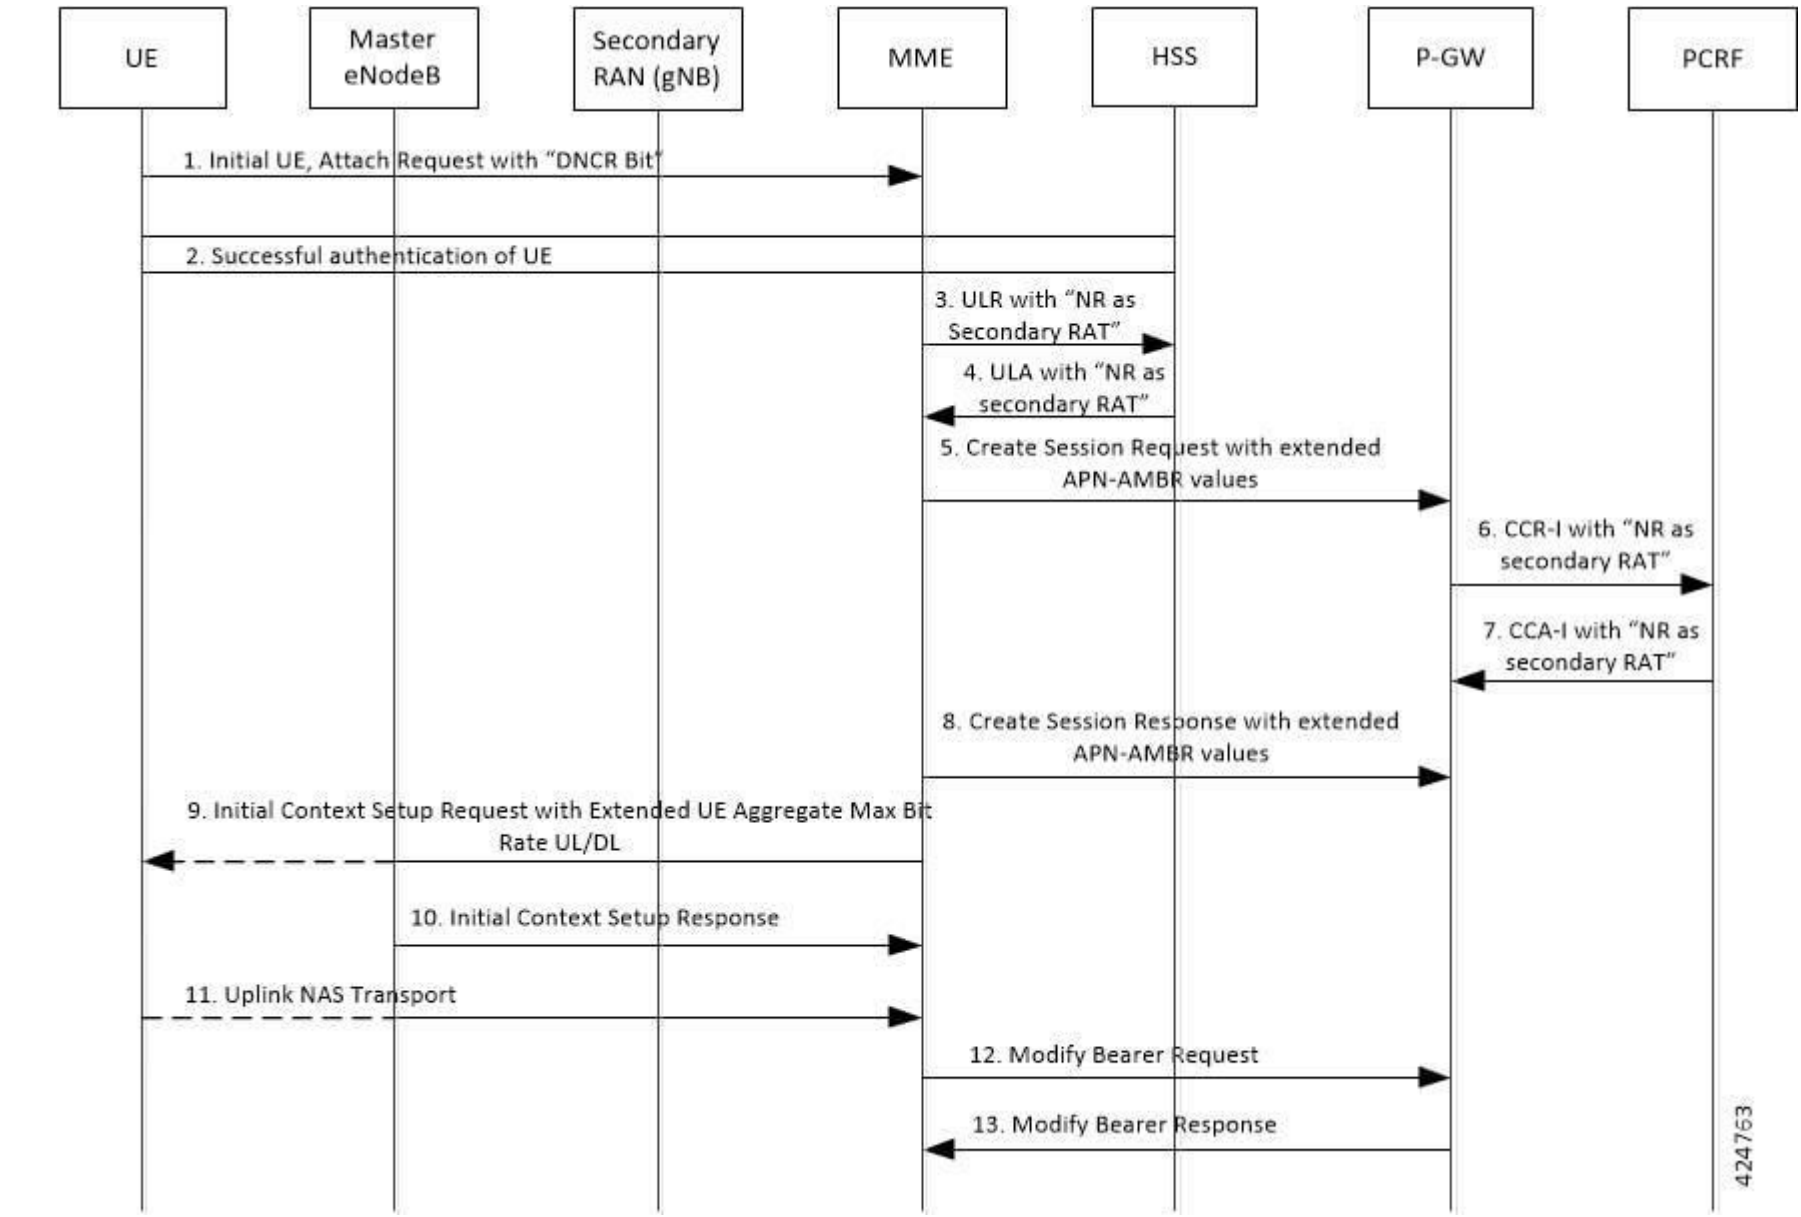 UE
Master
eNodeB
Secondary
RAN (gNB)
MME
HSS
P-GW
PCRF
1. Initial UE, Attach Request with “DNCR Bit”
2. Successful authentication of UE
3. ULR with “NR as
Secondary RAT”
4. ULA with “NR as
secondary RAT”
5. Create Session Request with extended
APN-AMBR values
6. CCR-I with “NR as
secondary RAT”
7. CCA-I with “NR as
secondary RAT”
8. Create Session Response with extended
APN-AMBR values
9. Initial Context Setup Request with Extended UE Aggregate Max Bit
Rate UL/DL
10. Initial Context Setup Response
11. Uplink NAS Transport
12. Modify Bearer Request
13. Modify Bearer Response
424763